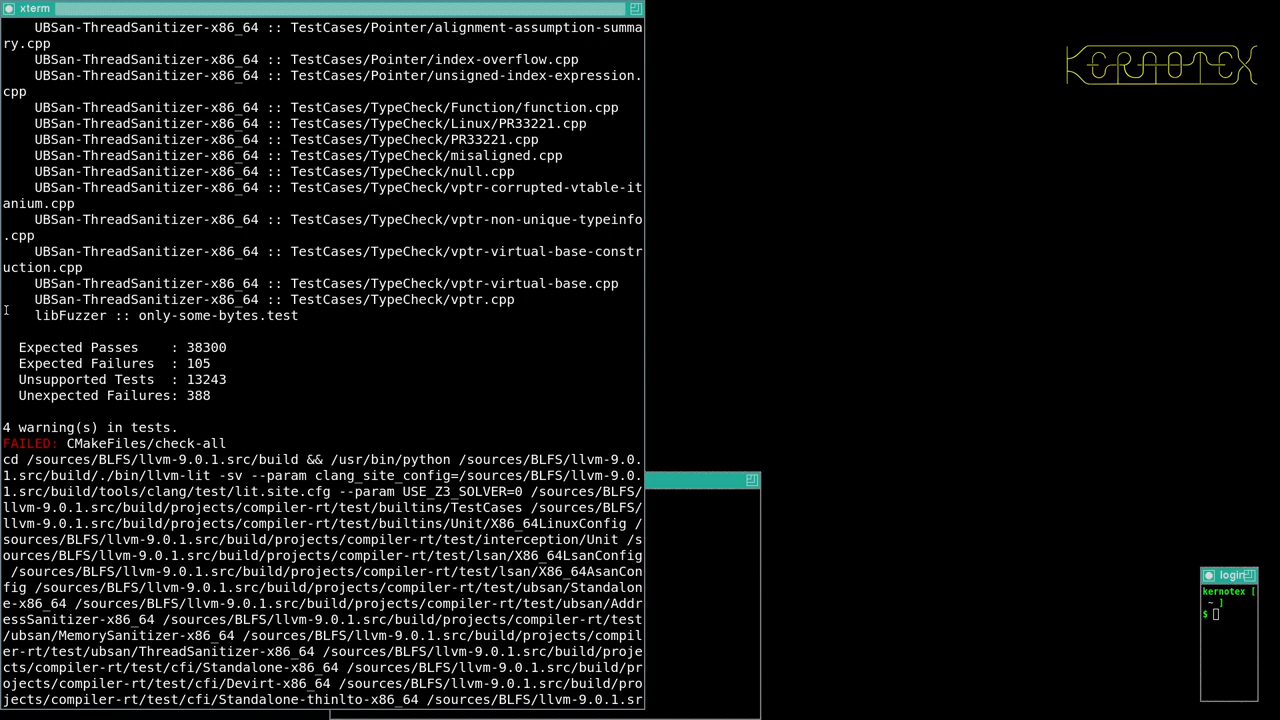 xterm
UBSan-ThreadSanitizer-x86_64 :: TestCases/Pointer/alignment-assumption-summa
ry.cpp
UBSan-ThreadSanitizer-x86_64 :: TestCases/Pointer/index-overflow.cpp
UBSan-ThreadSanitizer-x86_64 :: TestCases/Pointer/unsigned-index-expression.
cpp
UBSan-ThreadSanitizer-x86_64 :: TestCases/TypeCheck/Function/function.cpp
UBSan-ThreadSanitizer-x86_64 :: TestCases/TypeCheck/Linux/PR33221.cpp
UBSan-ThreadSanitizer-x86_64 :: TestCases/TypeCheck/PR33221.cpp
UBSan-ThreadSanitizer-x86_64 :: TestCases/TypeCheck/misaligned.cpp
UBSan-ThreadSanitizer-x86_64 :: TestCases/TypeCheck/null.cpp
UBSan-ThreadSanitizer-x86_64 :: TestCases/TypeCheck/vptr-corrupted-vtable-it
anium.cpp
UBSan-ThreadSanitizer-x86_64 :: TestCases/TypeCheck/vptr-non-unique-typeinfo
.cpp
UBSan-ThreadSanitizer-x86_64 :: TestCases/TypeCheck/vptr-virtual-base-constr
uction.cpp
UBSan-ThreadSanitizer-x86_64 :: TestCases/TypeCheck/vptr-virtual-base.cpp
UBSan-ThreadSanitizer-x86_64 :: TestCases/TypeCheck/vptr.cpp
libFuzzer :: only-some-bytes.test
Expected Passes    : 38300
Expected Failures  : 105
Unsupported Tests  : 13243
Unexpected Failures: 388
4 warning(s) in tests.
FAILED: CMakeFiles/check-all
cd /sources/BLFS/llvm-9.0.1.src/build && /usr/bin/python /sources/BLFS/llvm-9.0.
1.src/build/./bin/llvm-lit -sv --param clang_site_config=/sources/BLFS/llvm-9.0.
1.src/build/tools/clang/test/lit.site.cfg --param USE_Z3_SOLVER=0 /sources/BLFS/
llvm-9.0.1.src/build/projects/compiler-rt/test/builtins/TestCases /sources/BLFS/
llvm-9.0.1.src/build/projects/compiler-rt/test/builtins/Unit/X86_64LinuxConfig /
sources/BLFS/llvm-9.0.1.src/build/projects/compiler-rt/test/interception/Unit /s
ources/BLFS/llvm-9.0.1.src/build/projects/compiler-rt/test/lsan/X86_64LsanConfig
/sources/BLFS/llvm-9.0.1.src/build/projects/compiler-rt/test/lsan/X86_64AsanCon
fig /sources/BLFS/llvm-9.0.1.src/build/projects/compiler-rt/test/ubsan/Standalon
e-x86_64 /sources/BLFS/llvm-9.0.1.src/build/projects/compiler-rt/test/ubsan/Addr
essSanitizer-x86_64 /sources/BLFS/llvm-9.0.1.src/build/projects/compiler-rt/test
/ubsan/MemorySanitizer-x86_64 /sources/BLFS/llvm-9.0.1.src/build/projects/compil
er-rt/test/ubsan/ThreadSanitizer-x86_64 /sources/BLFS/llvm-9.0.1.src/build/proje
cts/compiler-rt/test/cfi/Standalone-x86_64 /sources/BLFS/llvm-9.0.1.src/build/pr
ojects/compiler-rt/test/cfi/Devirt-x86_64 /sources/BLFS/llvm-9.0.1.src/build/pro
jects/compiler-rt/test/cfi/Standalone-thinlto-x86_64 /sources/BLFS/llvm-9.0.1.sr
KERNOTEX
login
kernotex [
~ ]
$